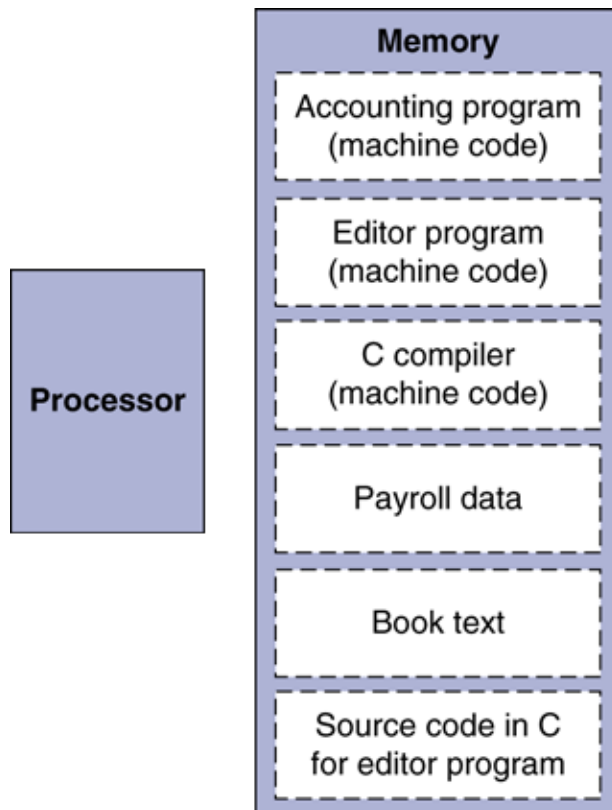 Memory
Accounting program
(machine code)
Editor program
(machine code)
C compiler
(machine code)
Processor
Payroll data
Book text
Source code in C
for editor program